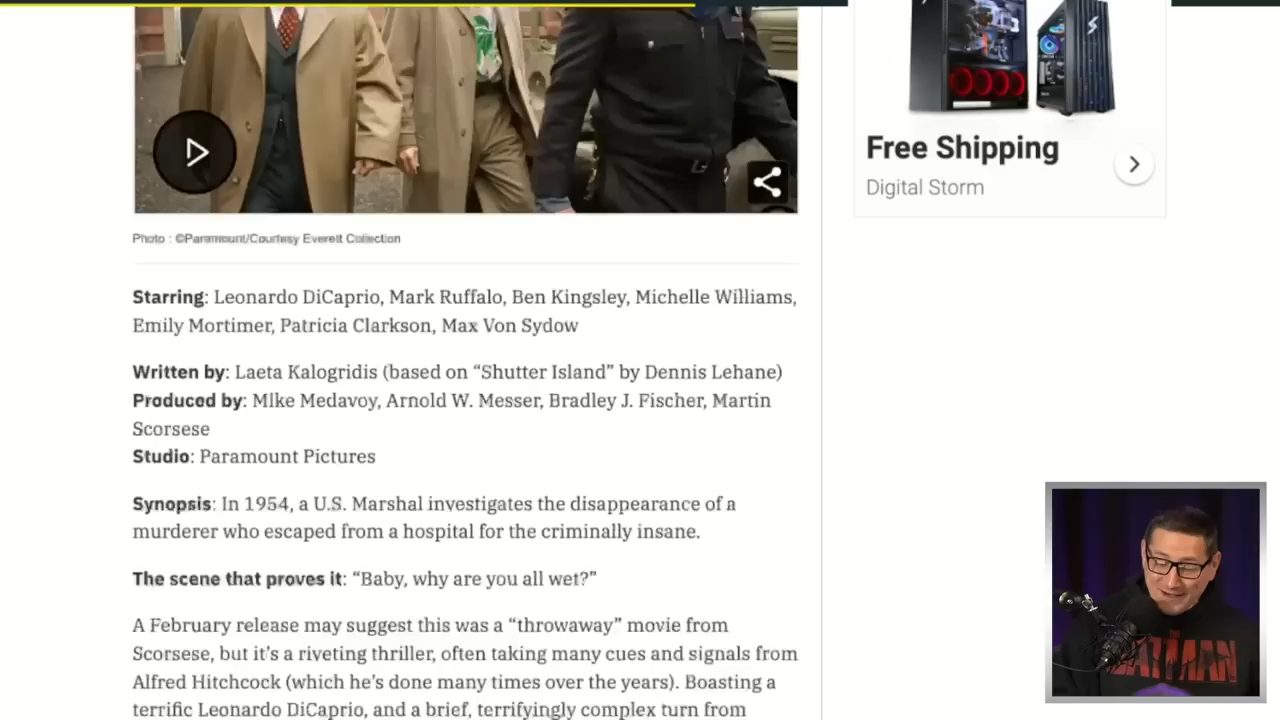 Free Shipping
Digital Storm
Photo : ©Paramount/Courtesy Everett Collection
Starring: Leonardo DiCaprio, Mark Ruffalo, Ben Kingsley, Michelle Williams,
Emily Mortimer, Patricia Clarkson, Max Von Sydow
Written by: Laeta Kalogridis (based on “Shutter Island” by Dennis Lehane)
Produced by: Mike Medavoy, Arnold W. Messer, Bradley J. Fischer, Martin
Scorsese
Studio: Paramount Pictures
Synopsis: In 1954, a U.S. Marshal investigates the disappearance of a
murderer who escaped from a hospital for the criminally insane.
The scene that proves it: “Baby, why are you all wet?”
A February release may suggest this was a “throwaway” movie from
Scorsese, but it’s a riveting thriller, often taking many cues and signals from
Alfred Hitchcock (which he’s done many times over the years). Boasting a
terrific Leonardo DiCaprio, and a brief, terrifyingly complex turn from
THE
BATMAN